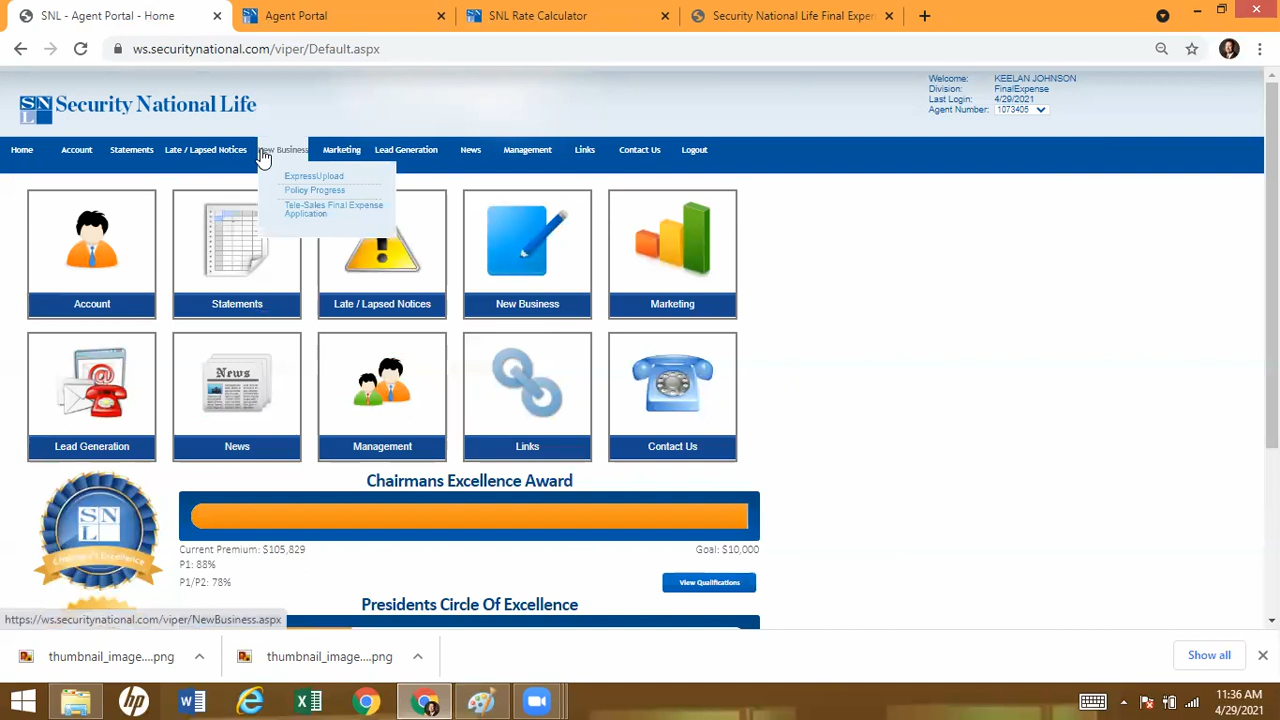 SNL - Agent Portal - Home
Agent Portal
SNL Rate Calculator
Security National Life Final Expen
ws.securitynational.com/viper/Default.aspx
SNL Security National Life
Welcome: KEELAN JOHNSON
Division: FinalExpense
Last Login: 4/29/2021
Agent Number: 1073405
Home Account Statements Late / Lapsed Notices New Business Marketing Lead Generation News Management Links Contact Us Logout
ExpressUpload
Policy Progress
Tele-Sales Final Expense
Application
Account
Statements
Late / Lapsed Notices
New Business
Marketing
News
Lead Generation
News
Management
Links
Contact Us
Chairmans Excellence Award
SNL
Chairman's Excellence
Current Premium: $105,829
Goal: $10,000
P1: 88%
P1/P2: 78%
View Qualifications
Presidents Circle Of Excellence
https://ws.securitynational.com/viper/NewBusiness.aspx
thumbnail_image....png
thumbnail_image....png
Show all
11:36 AM
4/29/2021